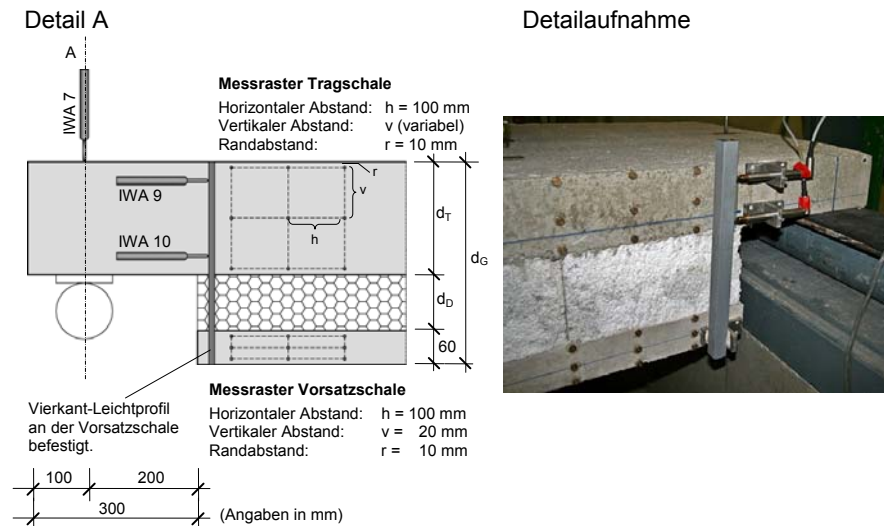 Detail A
Detailaufnahme
A
IWA 7
Messraster Tragschale
Horizontaler Abstand: h = 100 mm
Vertikaler Abstand: v (variabel)
Randabstand: r = 10 mm
r
v
IWA 9
h
IWA 10
d_T
d_G
d_D
60
Messraster Vorsatzschale
Horizontaler Abstand: h = 100 mm
Vertikaler Abstand: v = 20 mm
Randabstand: r = 10 mm
Vierkant-Leichtprofil
an der Vorsatzschale
befestigt.
100 200
300 (Angaben in mm)